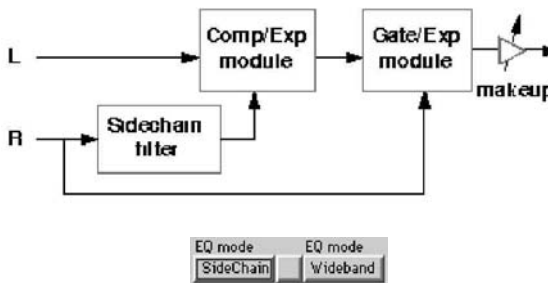 L
Comp/Exp
module
Gate/Exp
module
makeup
R
Sidechain
filter
EQ mode EQ mode
SideChain Wideband